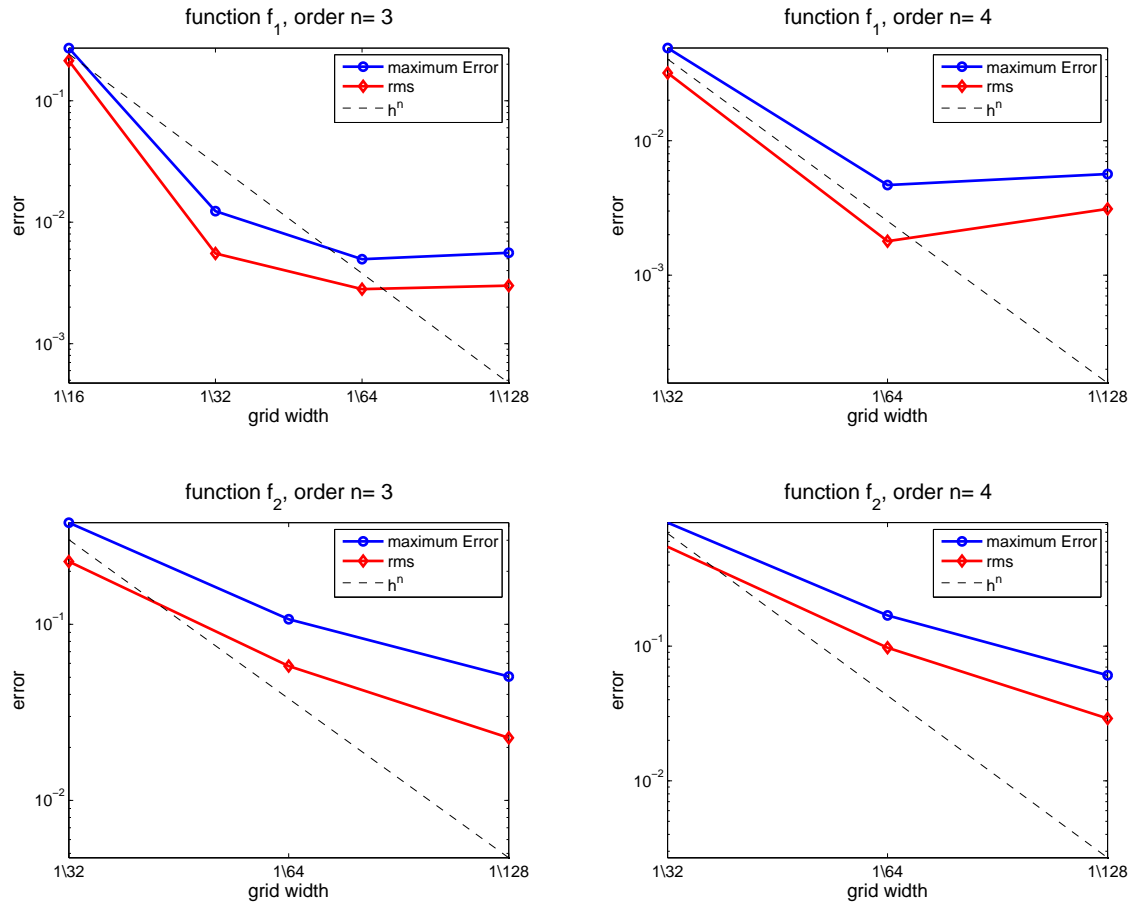 function f₁, order n= 3
maximum Error
rms
hⁿ
10⁻¹
10⁻²
10⁻³
error
1\16
1\32
1\64
1\128
grid width
function f₁, order n= 4
maximum Error
rms
hⁿ
10⁻²
10⁻³
error
1\32
1\64
1\128
grid width
function f₂, order n= 3
maximum Error
rms
hⁿ
10⁻¹
10⁻²
error
1\32
1\64
1\128
grid width
function f₂, order n= 4
maximum Error
rms
hⁿ
10⁻¹
10⁻²
error
1\32
1\64
1\128
grid width